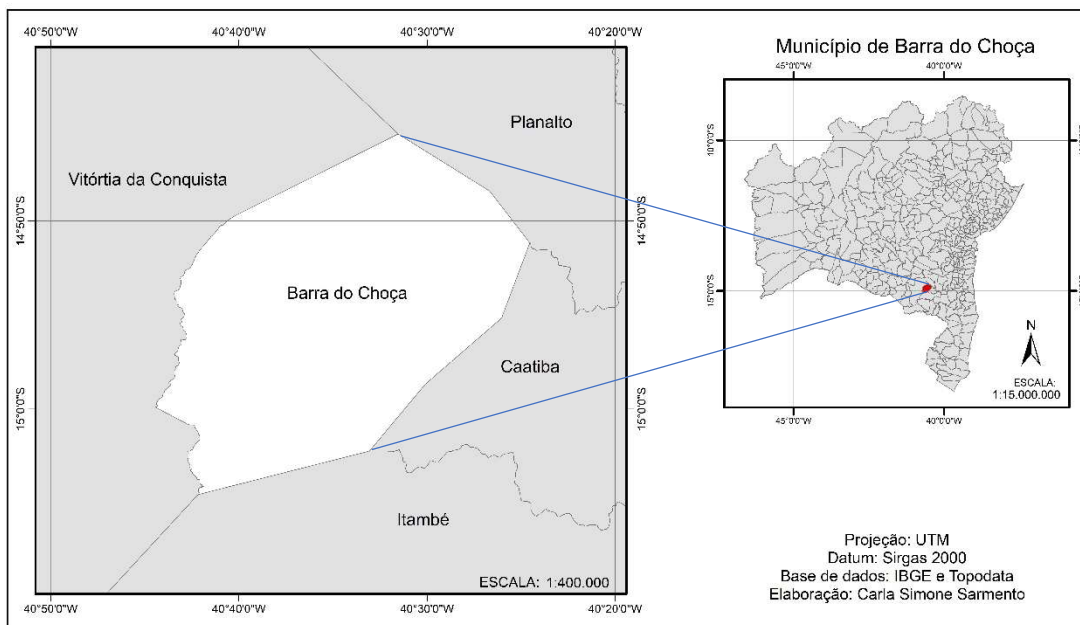 40°50'0"W 40°40'0"W 40°30'0"W 40°20'0"W
Planalto
Vitórtia da Conquista
14°50'0"S
14°50'0"S
Barra do Choça
Caatiba
15°0'0"S
15°0'0"S
Itambé
ESCALA: 1:400.000
40°50'0"W 40°40'0"W 40°30'0"W 40°20'0"W
Município de Barra do Choça
45°0'0"W 40°0'0"W
10°0'0"S
15°0'0"S
N
ESCALA:
1:15.000.000
45°0'0"W 40°0'0"W
Projeção: UTM
Datum: Sirgas 2000
Base de dados: IBGE e Topodata
Elaboração: Carla Simone Sarmento